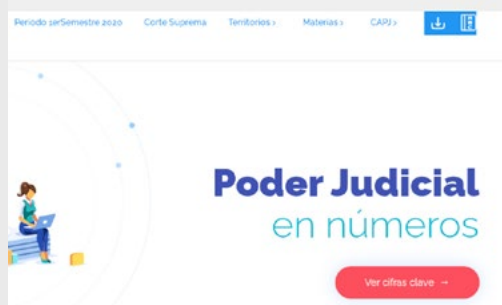 Periodo 1erSemestre 2020 Corte Suprema Territorios > Materias > CAPJ >
Poder Judicial
en números
Ver cifras clave →